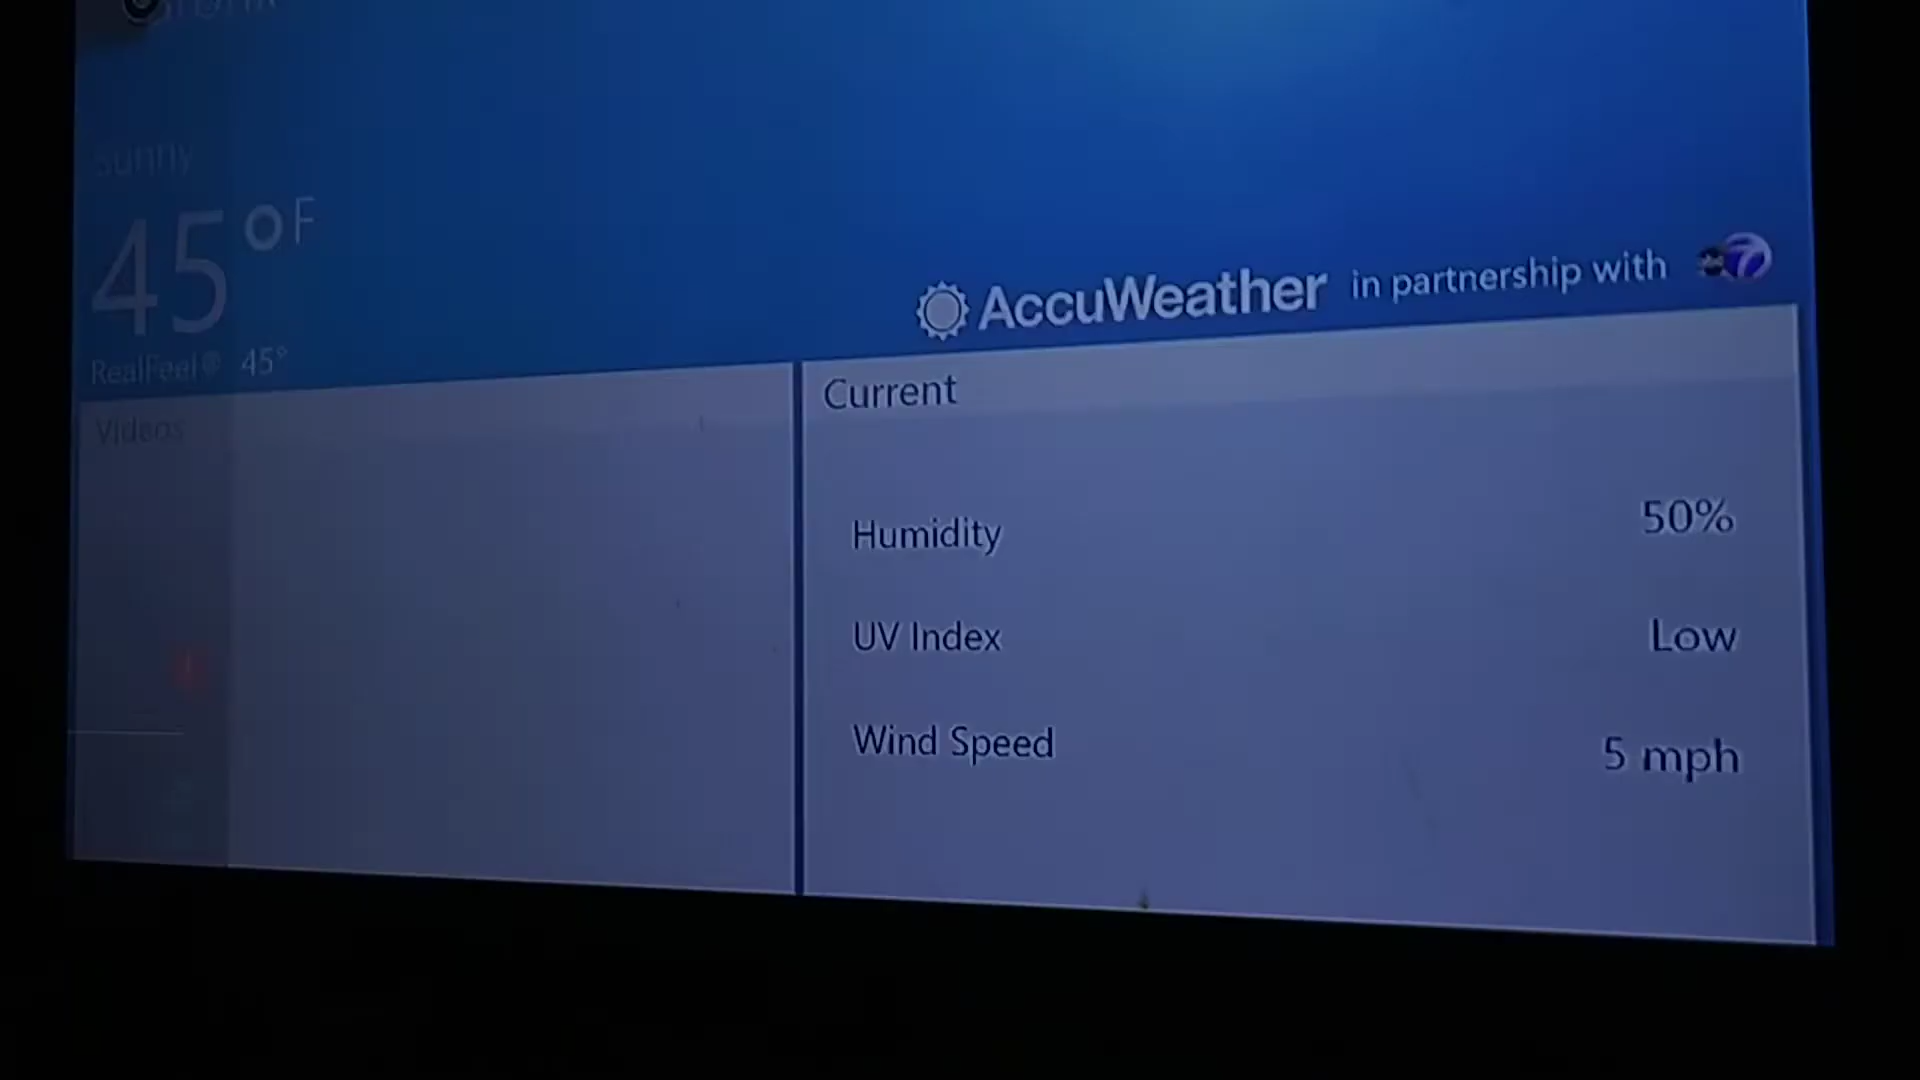 Sunny
45°F
RealFeel® 45°
AccuWeather in partnership with 7
Videos
Current
Humidity 50%
UV Index Low
Wind Speed 5 mph